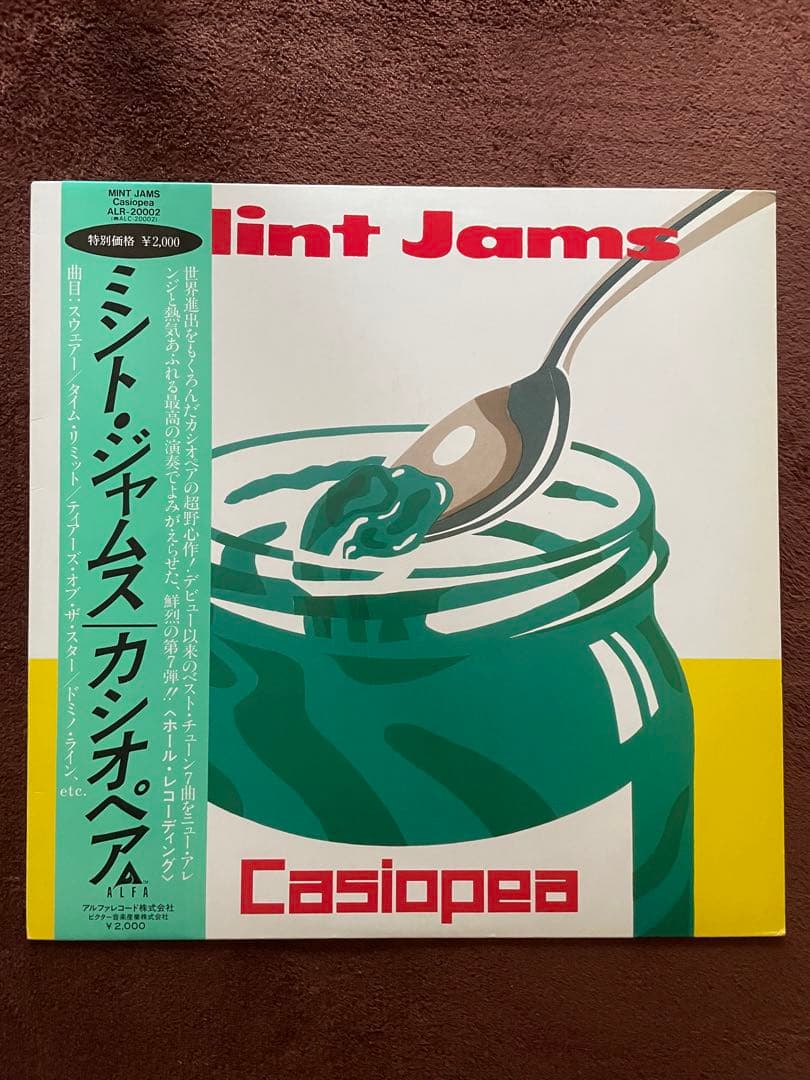 MINT JAMS
Casiopea
ALR-20002
(㊍ALC-20002)
特別価格 ¥2,000
ミント・ジャムス|カシオペア
世界進出をもくろんだカシオペアの超野心作!デビュー以来のベスト・チューン7曲をニュー・アレ
ンジと熱気あふれる最高の演奏でよみがえらせた、鮮烈の第7弾!!〈ホール・レコーディング〉
曲目:スウェアー/タイム・リミット/ティアーズ・オブ・ザ・スター/ドミノ・ライン、etc.
ALFA
アルファレコード株式会社
ビクター音楽産業株式会社
¥2,000
int Jams
Casiopea